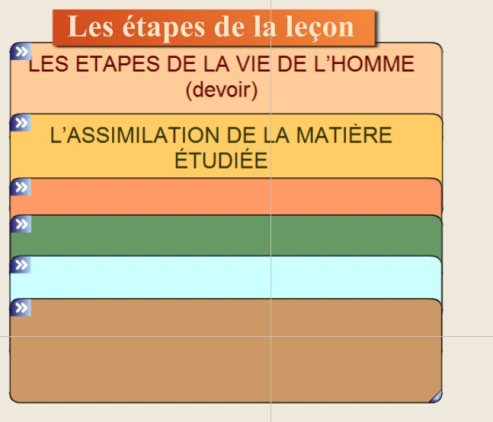 Les étapes de la leçon
LES ETAPES DE LA VIE DE L’HOMME
(devoir)
L’ASSIMILATION DE LA MATIÈRE
ÉTUDIÉE